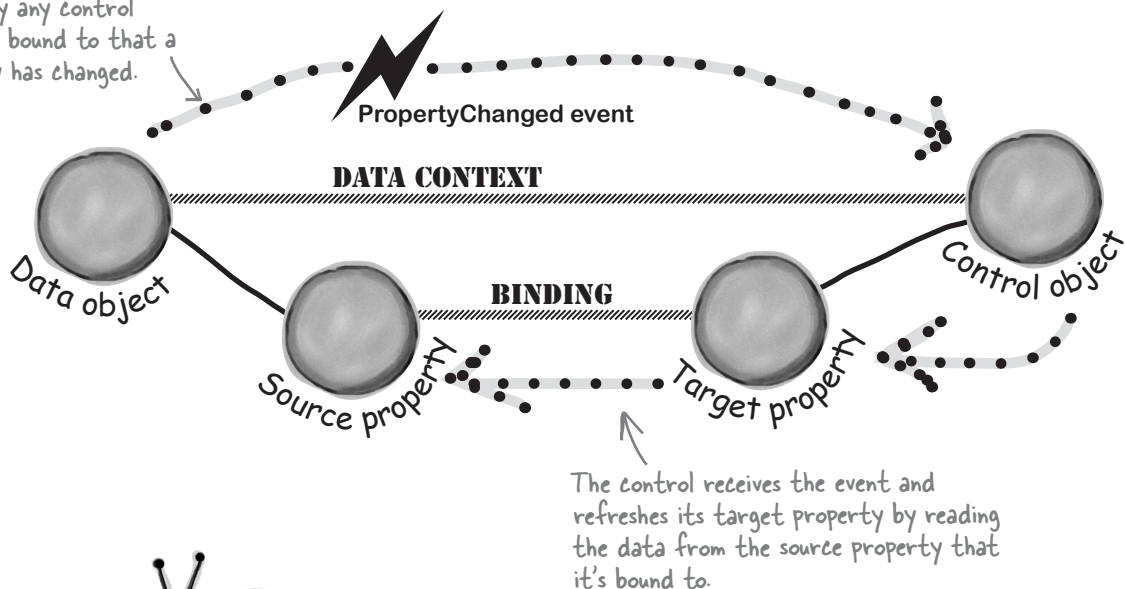 y any control
bound to that a
has changed.
PropertyChanged event
DATA CONTEXT
Data object
Control object
BINDING
Source property
Target property
The control receives the event and
refreshes its target property by reading
the data from the source property that
it's bound to.